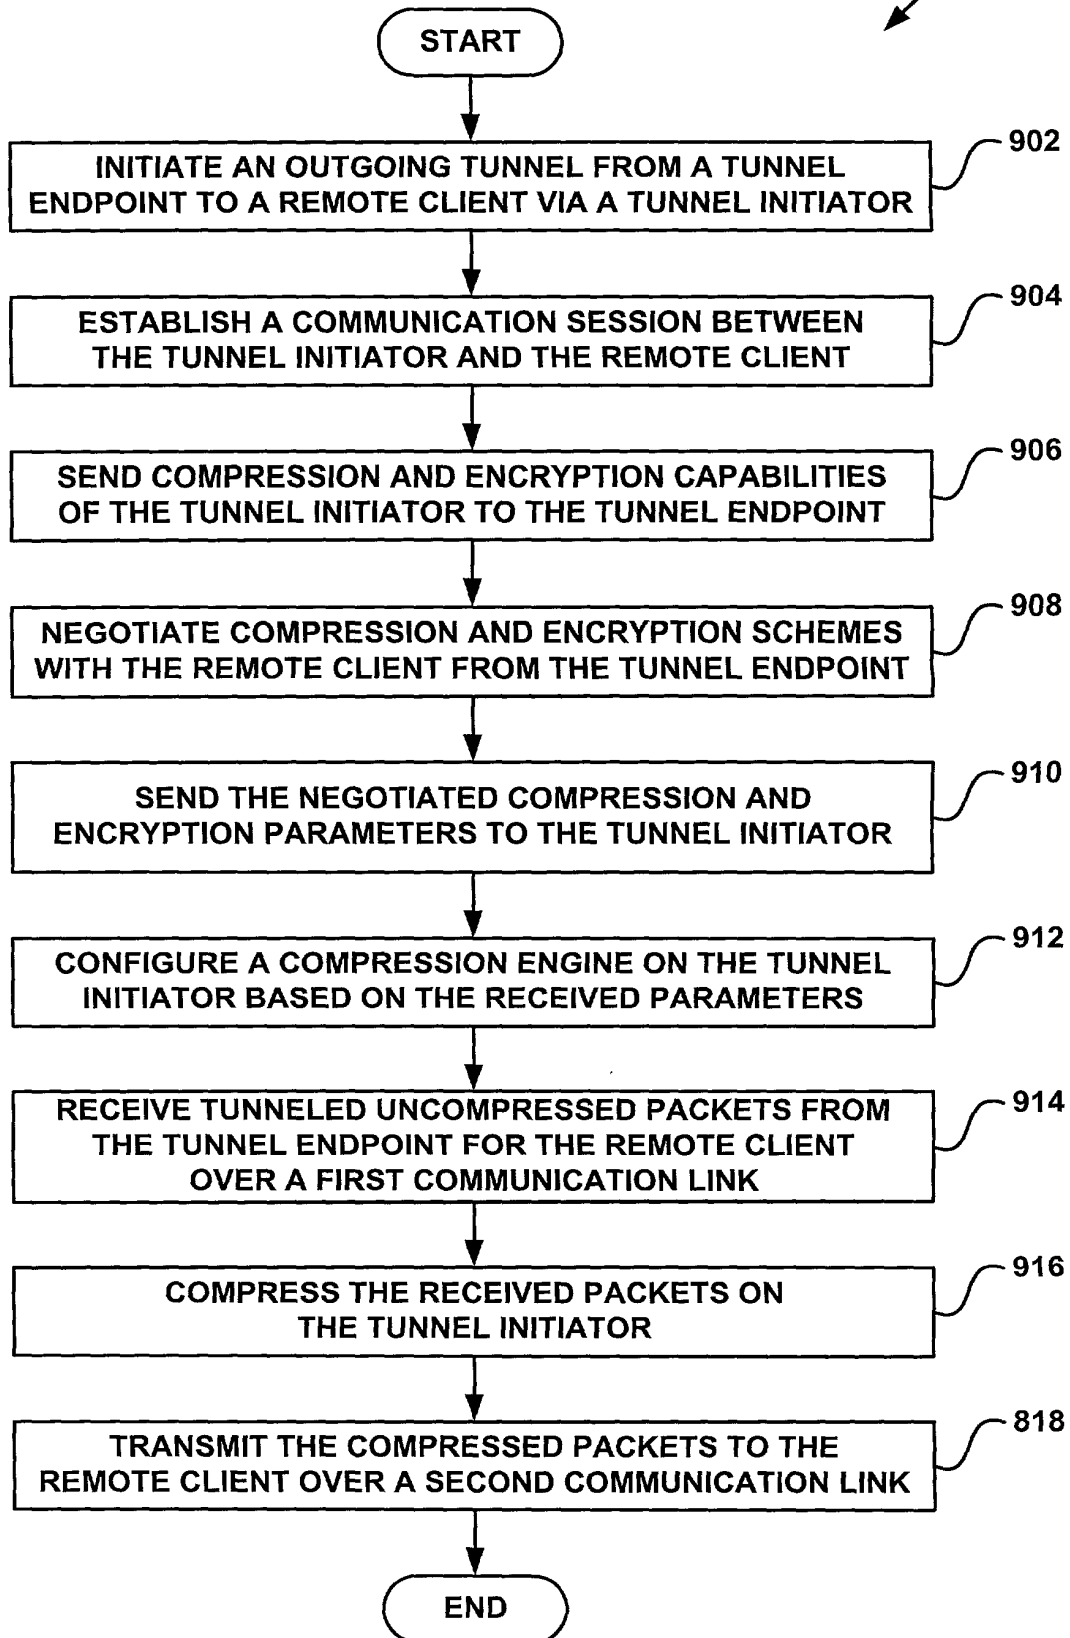 START
902
INITIATE AN OUTGOING TUNNEL FROM A TUNNEL
ENDPOINT TO A REMOTE CLIENT VIA A TUNNEL INITIATOR
904
ESTABLISH A COMMUNICATION SESSION BETWEEN
THE TUNNEL INITIATOR AND THE REMOTE CLIENT
906
SEND COMPRESSION AND ENCRYPTION CAPABILITIES
OF THE TUNNEL INITIATOR TO THE TUNNEL ENDPOINT
908
NEGOTIATE COMPRESSION AND ENCRYPTION SCHEMES
WITH THE REMOTE CLIENT FROM THE TUNNEL ENDPOINT
910
SEND THE NEGOTIATED COMPRESSION AND
ENCRYPTION PARAMETERS TO THE TUNNEL INITIATOR
912
CONFIGURE A COMPRESSION ENGINE ON THE TUNNEL
INITIATOR BASED ON THE RECEIVED PARAMETERS
914
RECEIVE TUNNELED UNCOMPRESSED PACKETS FROM
THE TUNNEL ENDPOINT FOR THE REMOTE CLIENT
OVER A FIRST COMMUNICATION LINK
916
COMPRESS THE RECEIVED PACKETS ON
THE TUNNEL INITIATOR
818
TRANSMIT THE COMPRESSED PACKETS TO THE
REMOTE CLIENT OVER A SECOND COMMUNICATION LINK
END